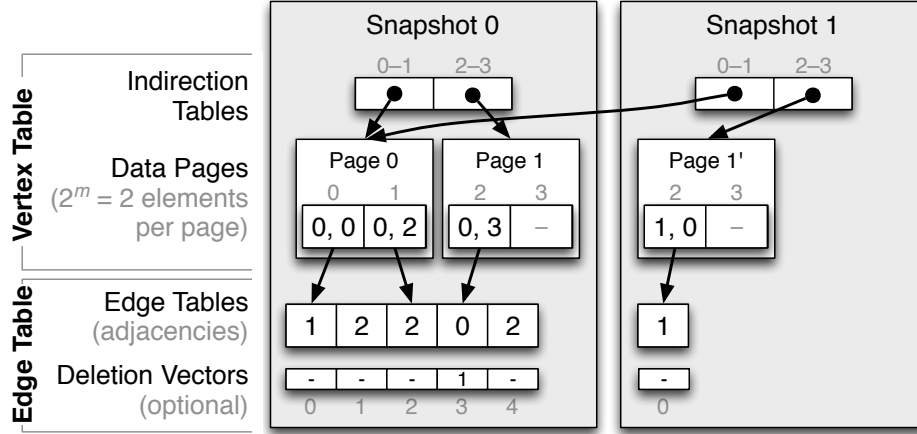 Snapshot 0
Snapshot 1
Vertex Table
Indirection
Tables
0–1 2–3
0–1 2–3
Data Pages
(2^m = 2 elements
per page)
Page 0
0 1
0, 0 0, 2
Page 1
2 3
0, 3 –
Page 1'
2 3
1, 0 –
Edge Table
Edge Tables
(adjacencies)
1 2 2 0 2
1
Deletion Vectors
(optional)
- - - 1 -
0 1 2 3 4
-
0